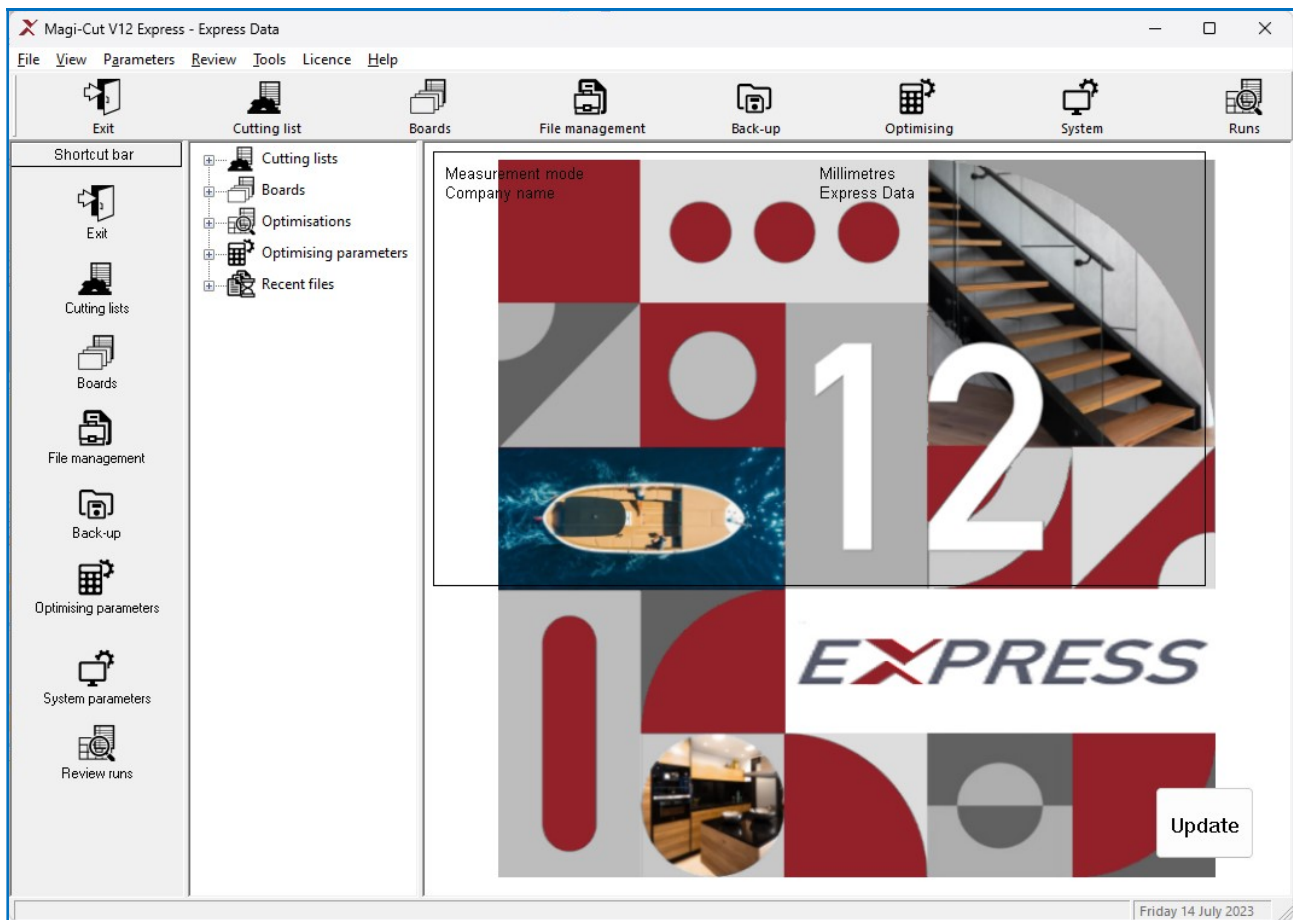 Magi-Cut V12 Express - Express Data
File View Parameters Review Tools Licence Help
Exit Cutting list Boards File management Back-up Optimising System Runs
Shortcut bar
Exit
Cutting lists
Boards
File management
Back-up
Optimising parameters
System parameters
Review runs
Cutting lists
Boards
Optimisations
Optimising parameters
Recent files
Measurement mode Millimetres
Company name Express Data
12
EXPRESS
Update
Friday 14 July 2023